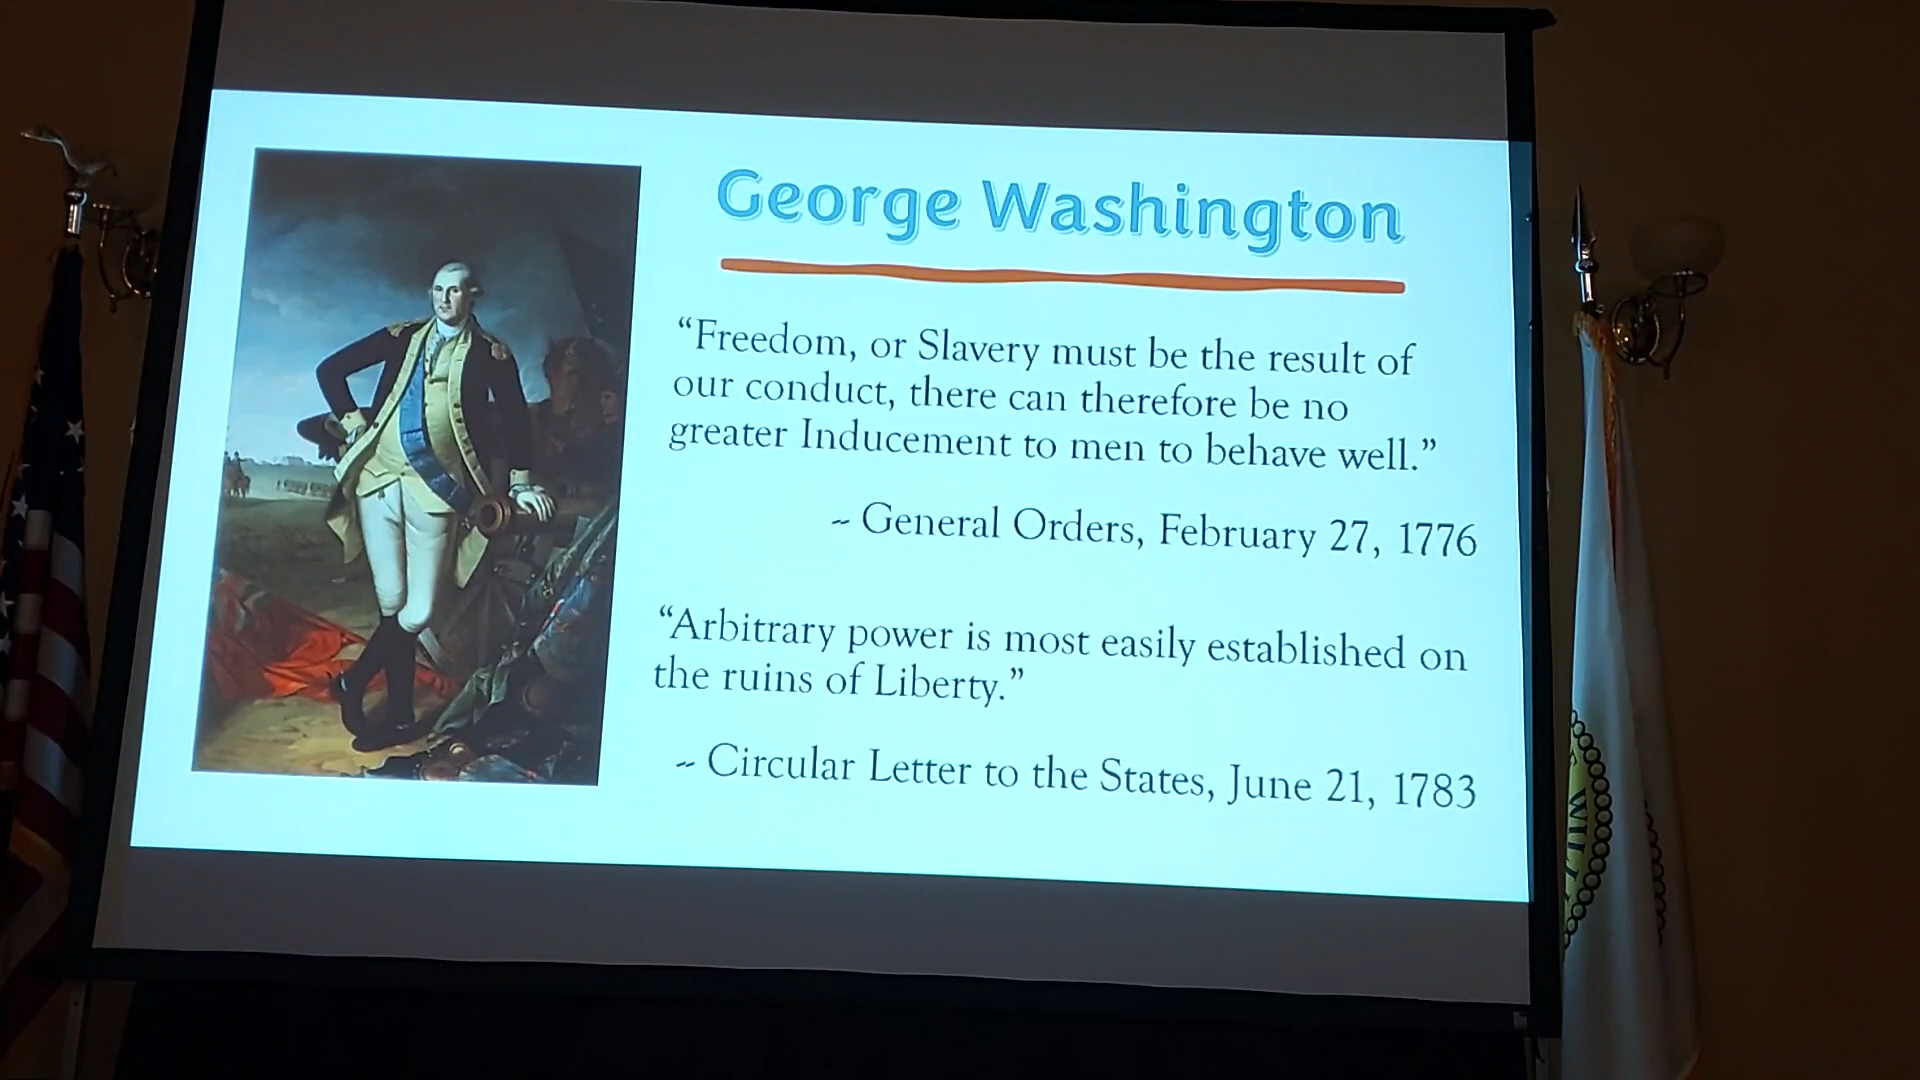 George Washington
“Freedom, or Slavery must be the result of
our conduct, there can therefore be no
greater Inducement to men to behave well.”
~ General Orders, February 27, 1776
“Arbitrary power is most easily established on
the ruins of Liberty.”
~ Circular Letter to the States, June 21, 1783